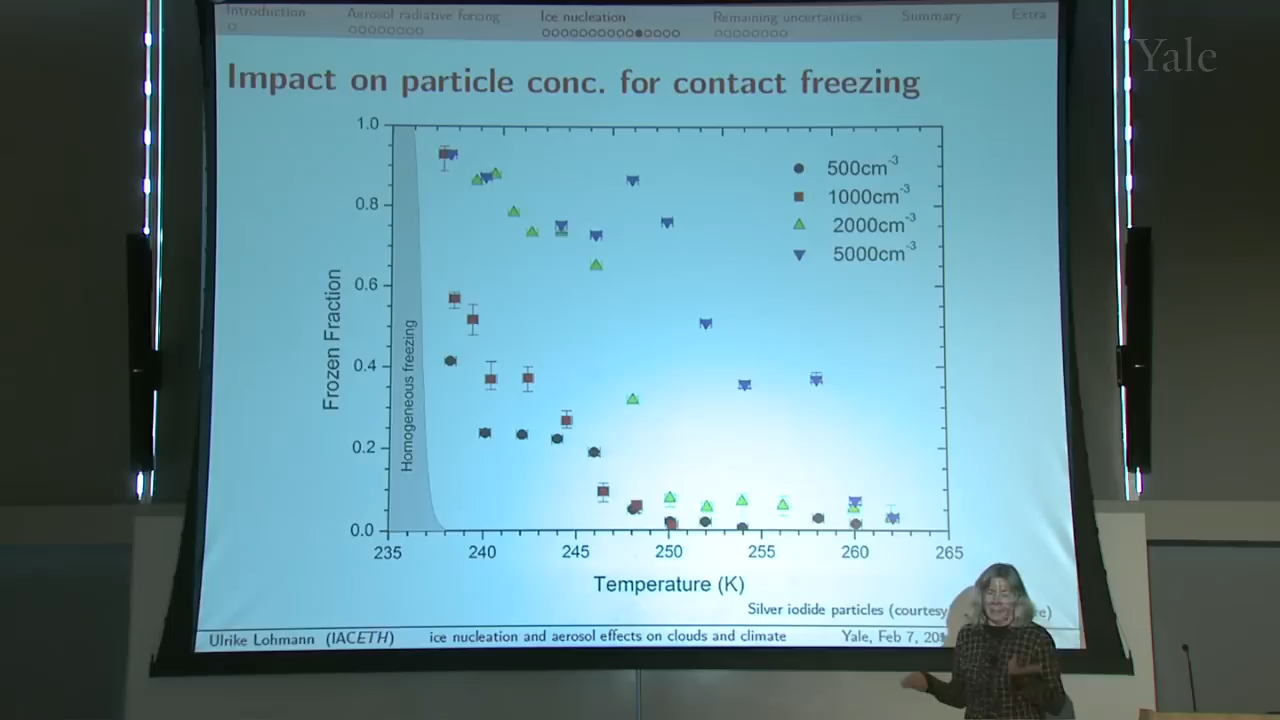 Introduction Aerosol radiative forcing Ice nucleation Remaining uncertainties Summary Extra
Yale
Impact on particle conc. for contact freezing
1.0
0.8
0.6
0.4
0.2
0.0
Frozen Fraction
Homogeneous freezing
500cm-3
1000cm-3
2000cm-3
5000cm-3
235 240 245 250 255 260 265
Temperature (K)
Silver iodide particles (courtesy
Ulrike Lohmann (IACETH) ice nucleation and aerosol effects on clouds and climate Yale, Feb 7,